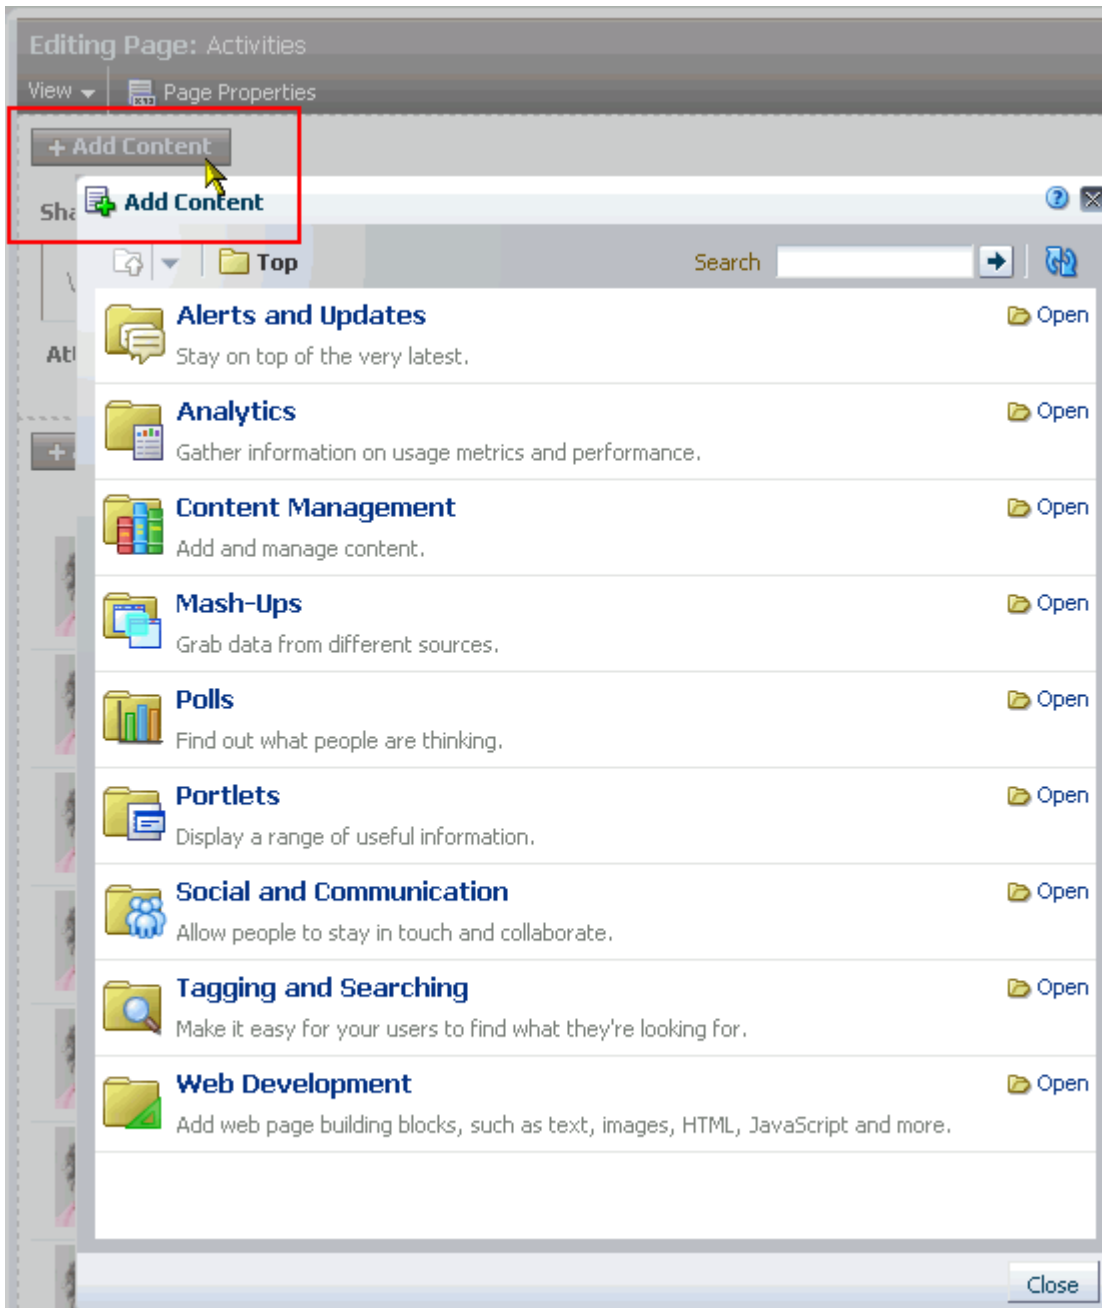 Editing Page: Activities
View Page Properties
+ Add Content
Add Content
Sha
Top Search
Alerts and Updates Open
Stay on top of the very latest.
Att
Analytics Open
Gather information on usage metrics and performance.
Content Management Open
Add and manage content.
Mash-Ups Open
Grab data from different sources.
Polls Open
Find out what people are thinking.
Portlets Open
Display a range of useful information.
Social and Communication Open
Allow people to stay in touch and collaborate.
Tagging and Searching Open
Make it easy for your users to find what they're looking for.
Web Development Open
Add web page building blocks, such as text, images, HTML, JavaScript and more.
Close